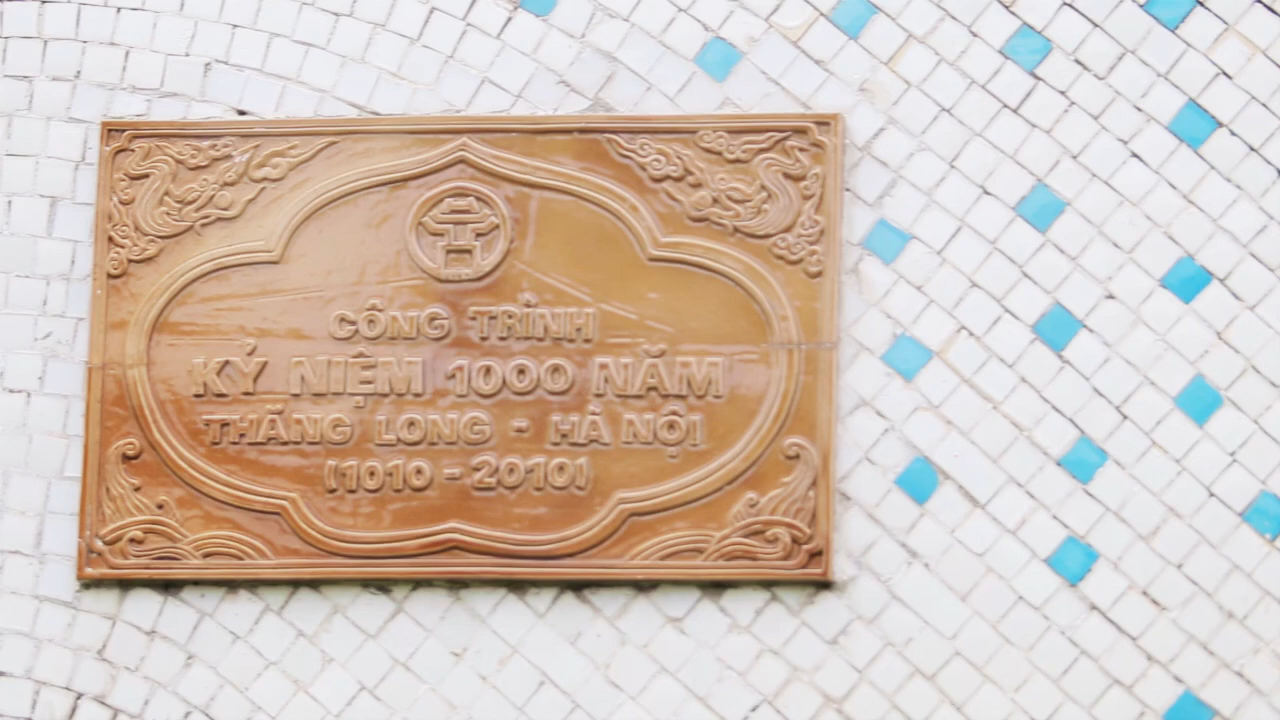 CÔNG TRÌNH
KỶ NIỆM 1000 NĂM
THĂNG LONG - HÀ NỘI
(1010 - 2010)